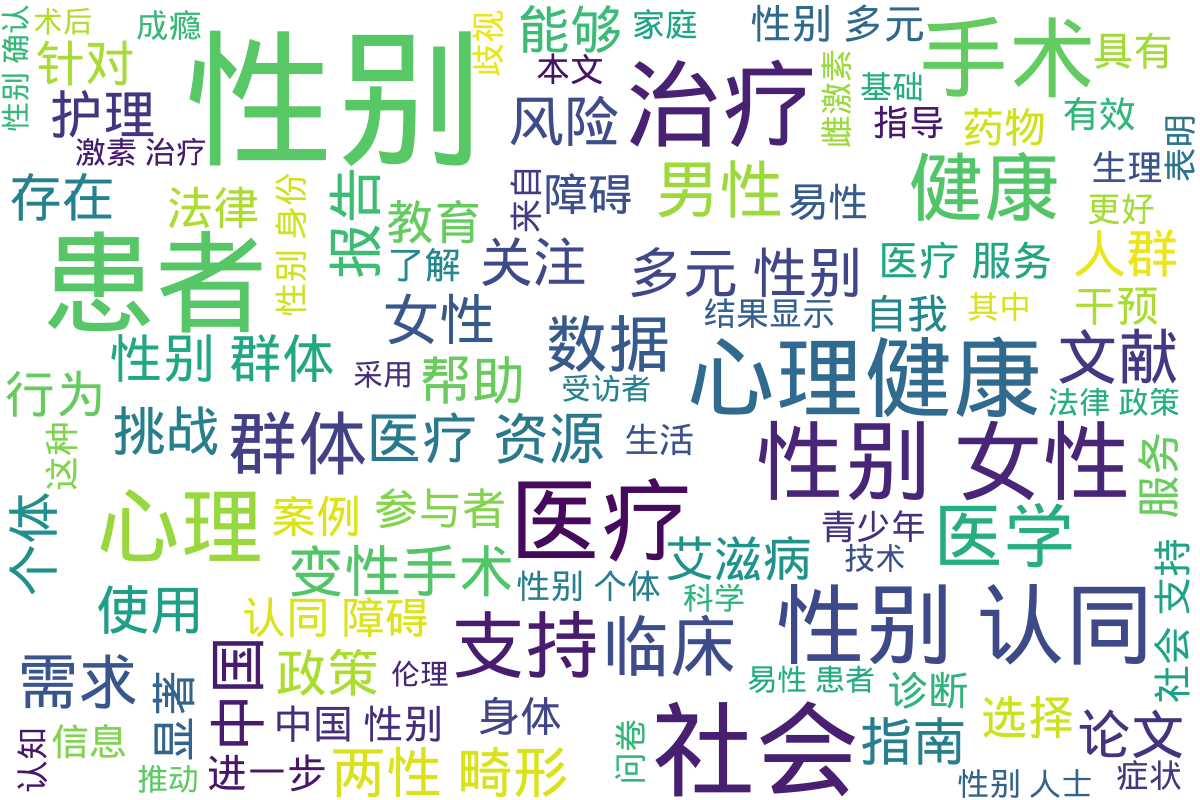 性别 确认
术后
成瘾
歧视
能够
家庭
性别 多元
手术
具有
针对
性别
本文
治疗
雌激素
基础
护理
风险
指导
药物
有效
表明
激素 治疗
存在
法律
性别 身份
报告
教育
来自
障碍
男性
易性
健康
生理
更好
患者
了解
关注
多元 性别
医疗 服务
人群
女性
数据
结果显示
自我
其中
干预
性别 群体
采用
帮助
受访者
心理健康
文献
行为
法律 政策
挑战
群体
医疗 资源
生活
性别 女性
服务
这种
个体
心理
案例
参与者
医疗
青少年
医学
变性手术
艾滋病
技术
使用
认同 障碍
性别 个体
科学
性别 认同
社会 支持
支持
临床
需求
中国
政策
伦理
易性 患者
诊断
显著
中国 性别
身体
社会
指南
选择
论文
认知
信息
推动
进一步
两性 畸形
问卷
性别 人士
症状